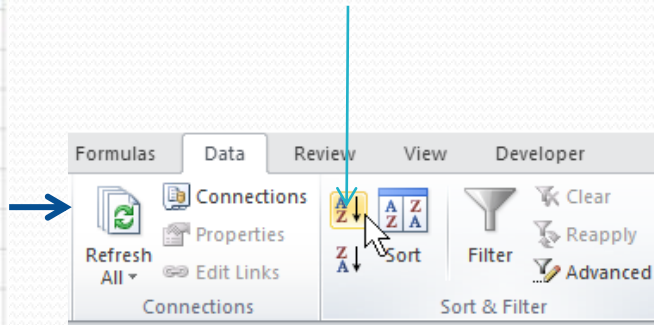 Formulas Data Review View Developer
Connections Clear
Properties Reapply
Refresh All Edit Links A Z Z A Sort Filter Advanced
Connections Sort & Filter